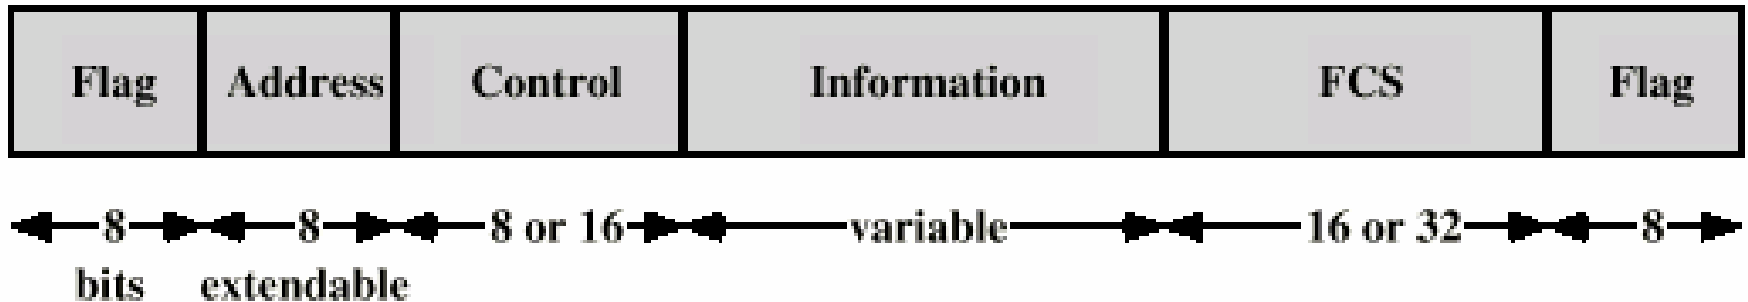 Flag Address Control Information FCS Flag
8 8 8 or 16 variable 16 or 32 8
bits extendable